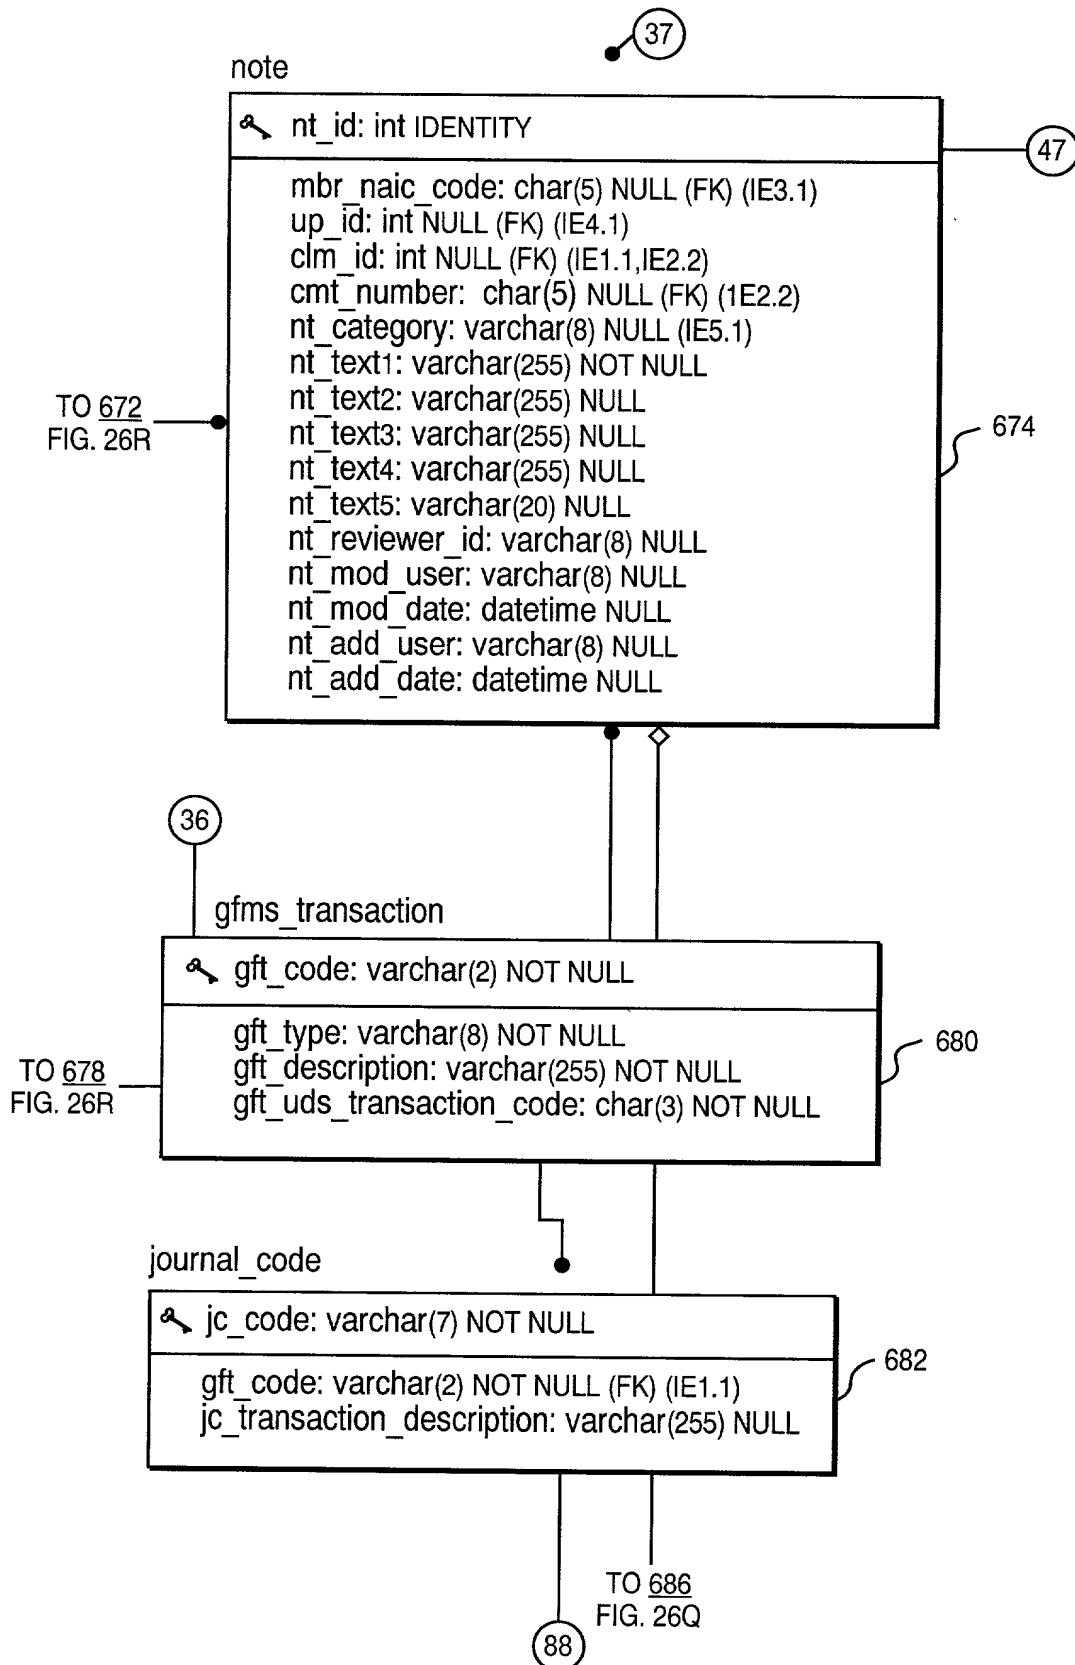 37
note
nt_id: int IDENTITY
47
mbr_naic_code: char(5) NULL (FK) (IE3.1)
up_id: int NULL (FK) (IE4.1)
clm_id: int NULL (FK) (IE1.1,IE2.2)
cmt_number: char(5) NULL (FK) (1E2.2)
nt_category: varchar(8) NULL (IE5.1)
nt_text1: varchar(255) NOT NULL
nt_text2: varchar(255) NULL
nt_text3: varchar(255) NULL
nt_text4: varchar(255) NULL
nt_text5: varchar(20) NULL
nt_reviewer_id: varchar(8) NULL
nt_mod_user: varchar(8) NULL
nt_mod_date: datetime NULL
nt_add_user: varchar(8) NULL
nt_add_date: datetime NULL
TO 672
FIG. 26R
674
36
gfms_transaction
gft_code: varchar(2) NOT NULL
gft_type: varchar(8) NOT NULL
gft_description: varchar(255) NOT NULL
gft_uds_transaction_code: char(3) NOT NULL
TO 678
FIG. 26R
680
journal_code
jc_code: varchar(7) NOT NULL
gft_code: varchar(2) NOT NULL (FK) (IE1.1)
jc_transaction_description: varchar(255) NULL
682
TO 686
FIG. 26Q
88